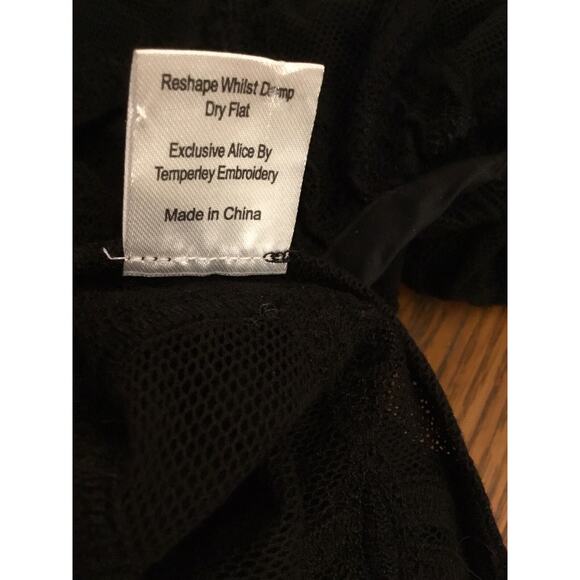 Reshape Whilst Damp
Dry Flat
Exclusive Alice By
Temperley Embroidery
Made in China